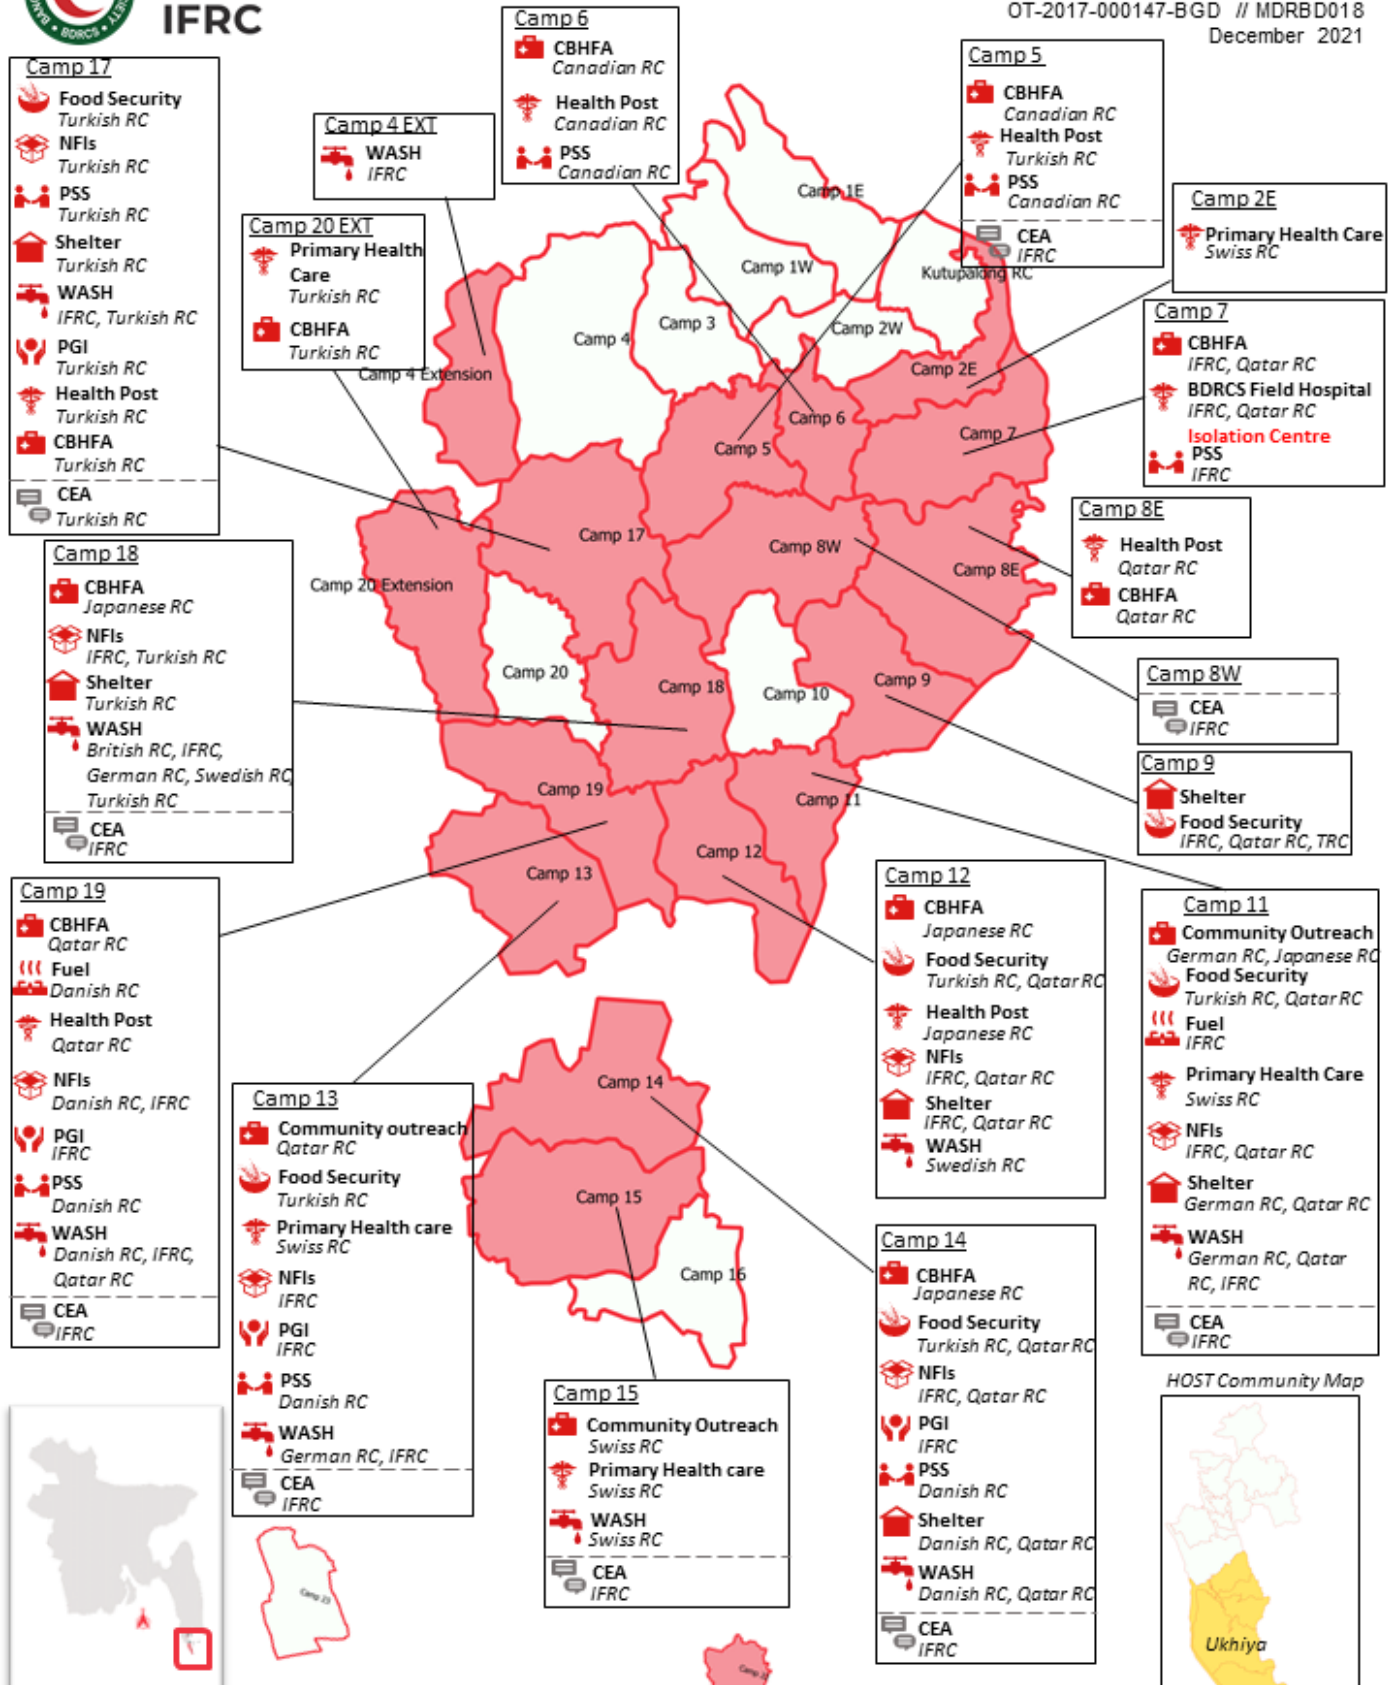 BDRCS
IFRC
OT-2017-000147-BGD // MDRBD018
December 2021
Camp 17
Food Security
Turkish RC
NFIs
Turkish RC
PSS
Turkish RC
Shelter
Turkish RC
WASH
IFRC, Turkish RC
PGI
Turkish RC
Health Post
Turkish RC
CBHFA
Turkish RC
CEA
Turkish RC
Camp 4 EXT
WASH
IFRC
Camp 20 EXT
Primary Health
Care
Turkish RC
CBHFA
Turkish RC
Camp 6
CBHFA
Canadian RC
Health Post
Canadian RC
PSS
Canadian RC
Camp 5
CBHFA
Canadian RC
Health Post
Turkish RC
PSS
Canadian RC
CEA
IFRC
Camp 2E
Primary Health Care
Swiss RC
Camp 7
CBHFA
IFRC, Qatar RC
BDRCS Field Hospital
IFRC, Qatar RC
Isolation Centre
PSS
IFRC
Camp 8E
Health Post
Qatar RC
CBHFA
Qatar RC
Camp 8W
CEA
IFRC
Camp 9
Shelter
Food Security
IFRC, Qatar RC, TRC
Camp 18
CBHFA
Japanese RC
NFIs
IFRC, Turkish RC
Shelter
Turkish RC
WASH
British RC, IFRC,
German RC, Swedish RC,
Turkish RC
CEA
IFRC
Camp 19
CBHFA
Qatar RC
Fuel
Danish RC
Health Post
Qatar RC
NFIs
Danish RC, IFRC
PGI
IFRC
PSS
Danish RC
WASH
Danish RC, IFRC,
Qatar RC
CEA
IFRC
Camp 13
Community outreach
Qatar RC
Food Security
Turkish RC
Primary Health care
Swiss RC
NFIs
IFRC
PGI
IFRC
PSS
Danish RC
WASH
German RC, IFRC
CEA
IFRC
Camp 15
Community Outreach
Swiss RC
Primary Health care
Swiss RC
WASH
Swiss RC
CEA
IFRC
Camp 12
CBHFA
Japanese RC
Food Security
Turkish RC, Qatar RC
Health Post
Japanese RC
NFIs
IFRC, Qatar RC
Shelter
IFRC, Qatar RC
WASH
Swedish RC
Camp 14
CBHFA
Japanese RC
Food Security
Turkish RC, Qatar RC
NFIs
IFRC, Qatar RC
PGI
IFRC
PSS
Danish RC
Shelter
Danish RC, Qatar RC
WASH
Danish RC, Qatar RC
CEA
IFRC
Camp 11
Community Outreach
German RC, Japanese RC
Food Security
Turkish RC, Qatar RC
Fuel
IFRC
Primary Health Care
Swiss RC
NFIs
IFRC, Qatar RC
Shelter
German RC, Qatar RC
WASH
German RC, Qatar
RC, IFRC
CEA
IFRC
Camp 1E
Camp 1W
Kutupalong RC
Camp 3
Camp 2W
Camp 4
Camp 4 Extension
Camp 2E
Camp 6
Camp 7
Camp 5
Camp 17
Camp 8W
Camp 8E
Camp 20 Extension
Camp 20
Camp 18
Camp 10
Camp 9
Camp 19
Camp 11
Camp 12
Camp 13
Camp 14
Camp 15
Camp 16
HOST Community Map
Ukhiya